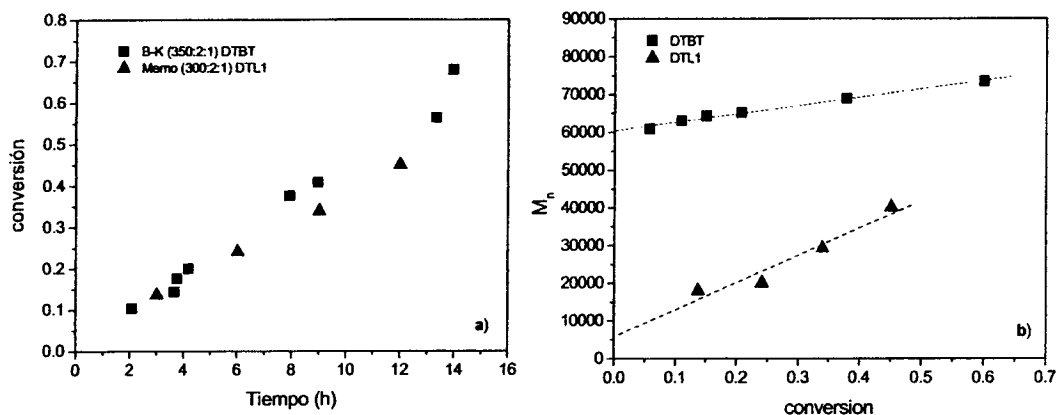 conversión
0.8
0.7
0.6
0.5
0.4
0.3
0.2
0.1
0.0
B-K (350:2:1) DTBT
Memo (300:2:1) DTL1
a)
0 2 4 6 8 10 12 14 16
Tiempo (h)
Mn
90000
80000
70000
60000
50000
40000
30000
20000
10000
0
DTBT
DTL1
b)
0.0 0.1 0.2 0.3 0.4 0.5 0.6 0.7
conversion